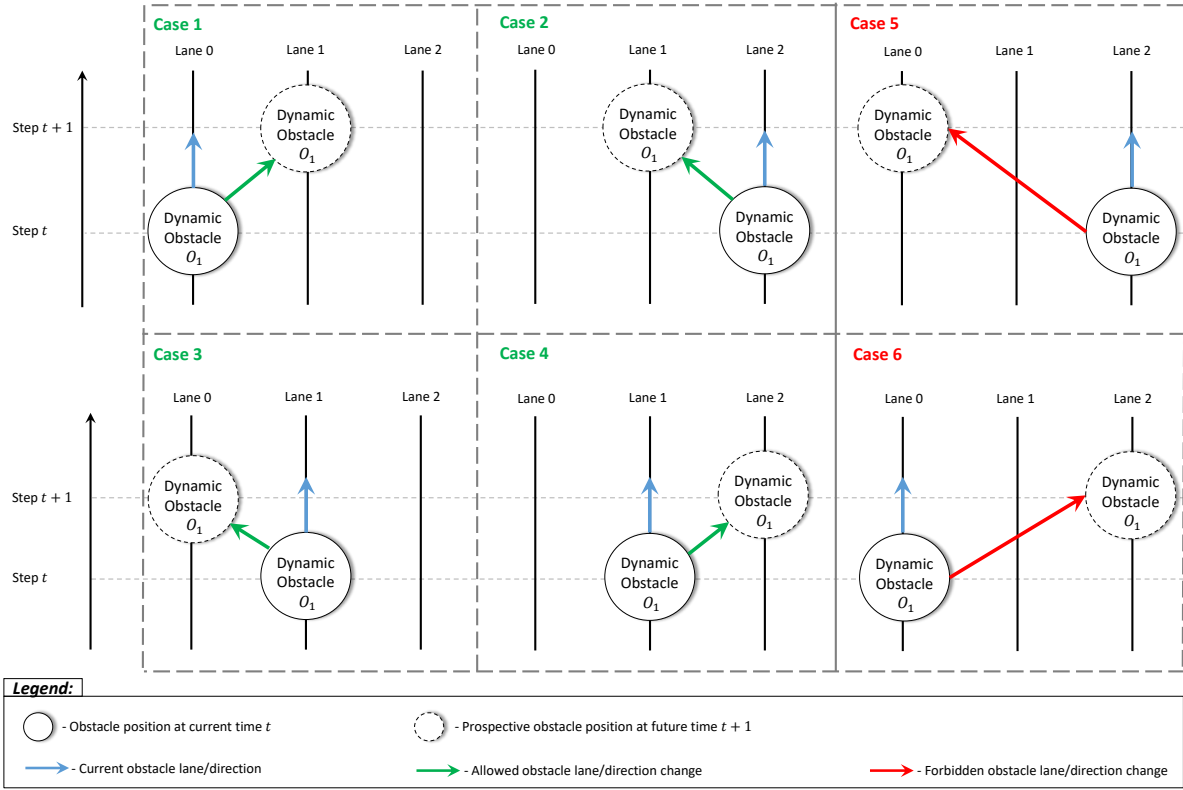 Case 1
Case 2
Case 5
Lane 0
Lane 1
Lane 2
Lane 0
Lane 1
Lane 2
Lane 0
Lane 1
Lane 2
Step t + 1
Dynamic
Obstacle
O₁
Dynamic
Obstacle
O₁
Dynamic
Obstacle
O₁
Step t
Dynamic
Obstacle
O₁
Dynamic
Obstacle
O₁
Dynamic
Obstacle
O₁
Case 3
Case 4
Case 6
Lane 0
Lane 1
Lane 2
Lane 0
Lane 1
Lane 2
Lane 0
Lane 1
Lane 2
Step t + 1
Dynamic
Obstacle
O₁
Dynamic
Obstacle
O₁
Dynamic
Obstacle
O₁
Step t
Dynamic
Obstacle
O₁
Dynamic
Obstacle
O₁
Dynamic
Obstacle
O₁
Legend:
- Obstacle position at current time t
- Prospective obstacle position at future time t + 1
- Current obstacle lane/direction
- Allowed obstacle lane/direction change
- Forbidden obstacle lane/direction change